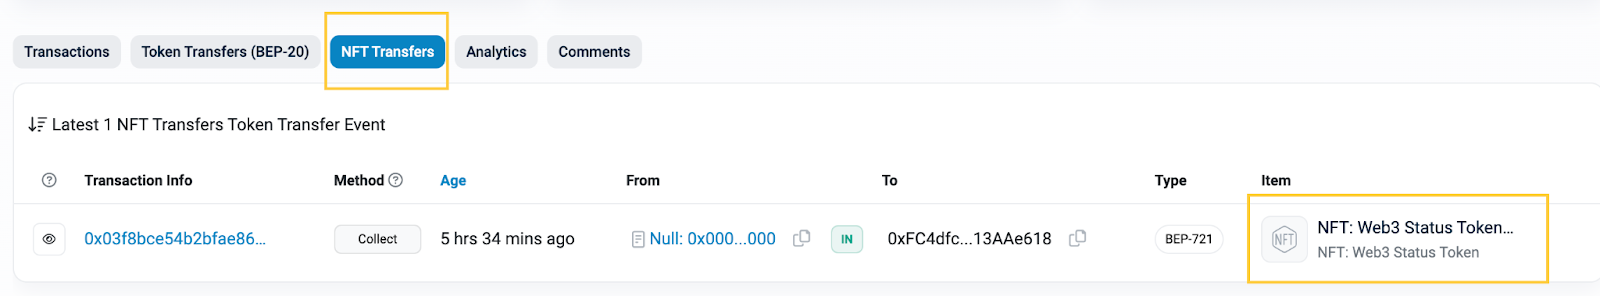 Transactions Token Transfers (BEP-20) NFT Transfers Analytics Comments
Latest 1 NFT Transfers Token Transfer Event
Transaction Info Method Age From To Type Item
0x03f8bce54b2bfae86... Collect 5 hrs 34 mins ago Null: 0x000...000 IN 0xFC4dfc...13AAe618 BEP-721 NFT NFT: Web3 Status Token...
NFT: Web3 Status Token